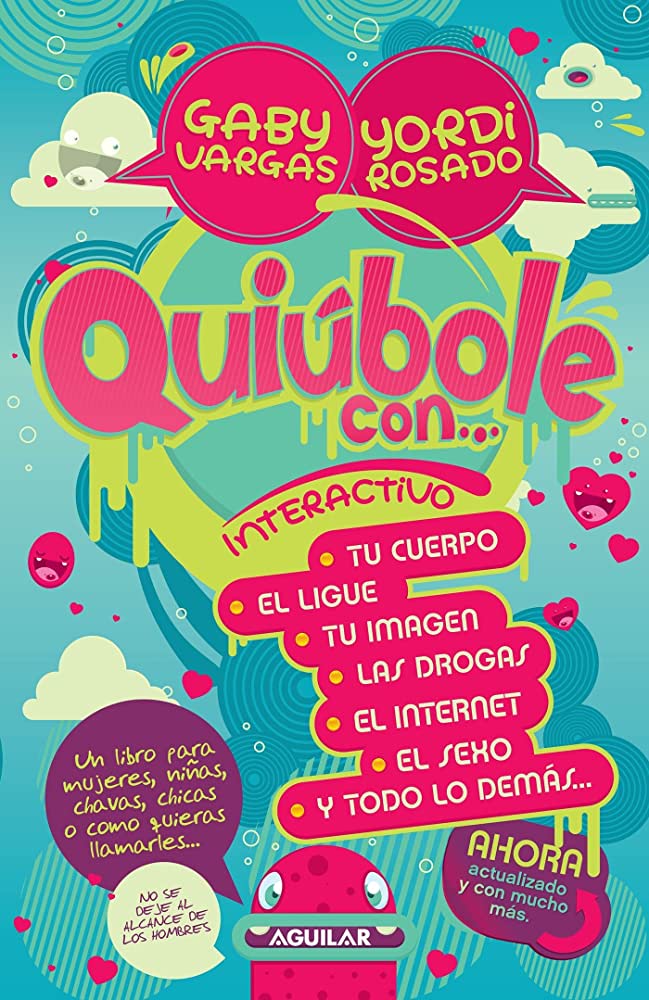 GABY
VARGAS
YORDI
ROSADO
Quiúbole
con...
INTERACTIVO
TU CUERPO
EL LIGUE
TU IMAGEN
LAS DROGAS
EL INTERNET
EL SEXO
Y TODO LO DEMÁS...
Un libro para
mujeres, niñas,
chavas, chicas
o como quieras
llamarles...
NO SE
DEJE AL
ALCANCE DE
LOS HOMBRES
AHORA
actualizado
y con mucho
más.
AGUILAR